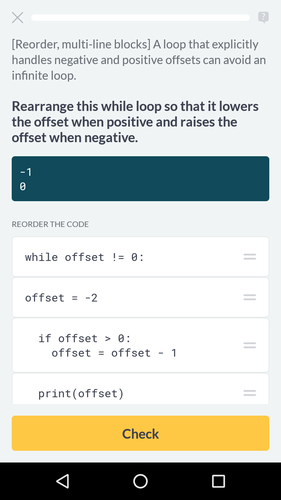 [Reorder, multi-line blocks] A loop that explicitly
handles negative and positive offsets can avoid an
infinite loop.
Rearrange this while loop so that it lowers
the offset when positive and raises the
offset when negative.
-1
0
REORDER THE CODE
while offset != 0:
offset = -2
if offset > 0:
offset = offset - 1
print(offset)
Check